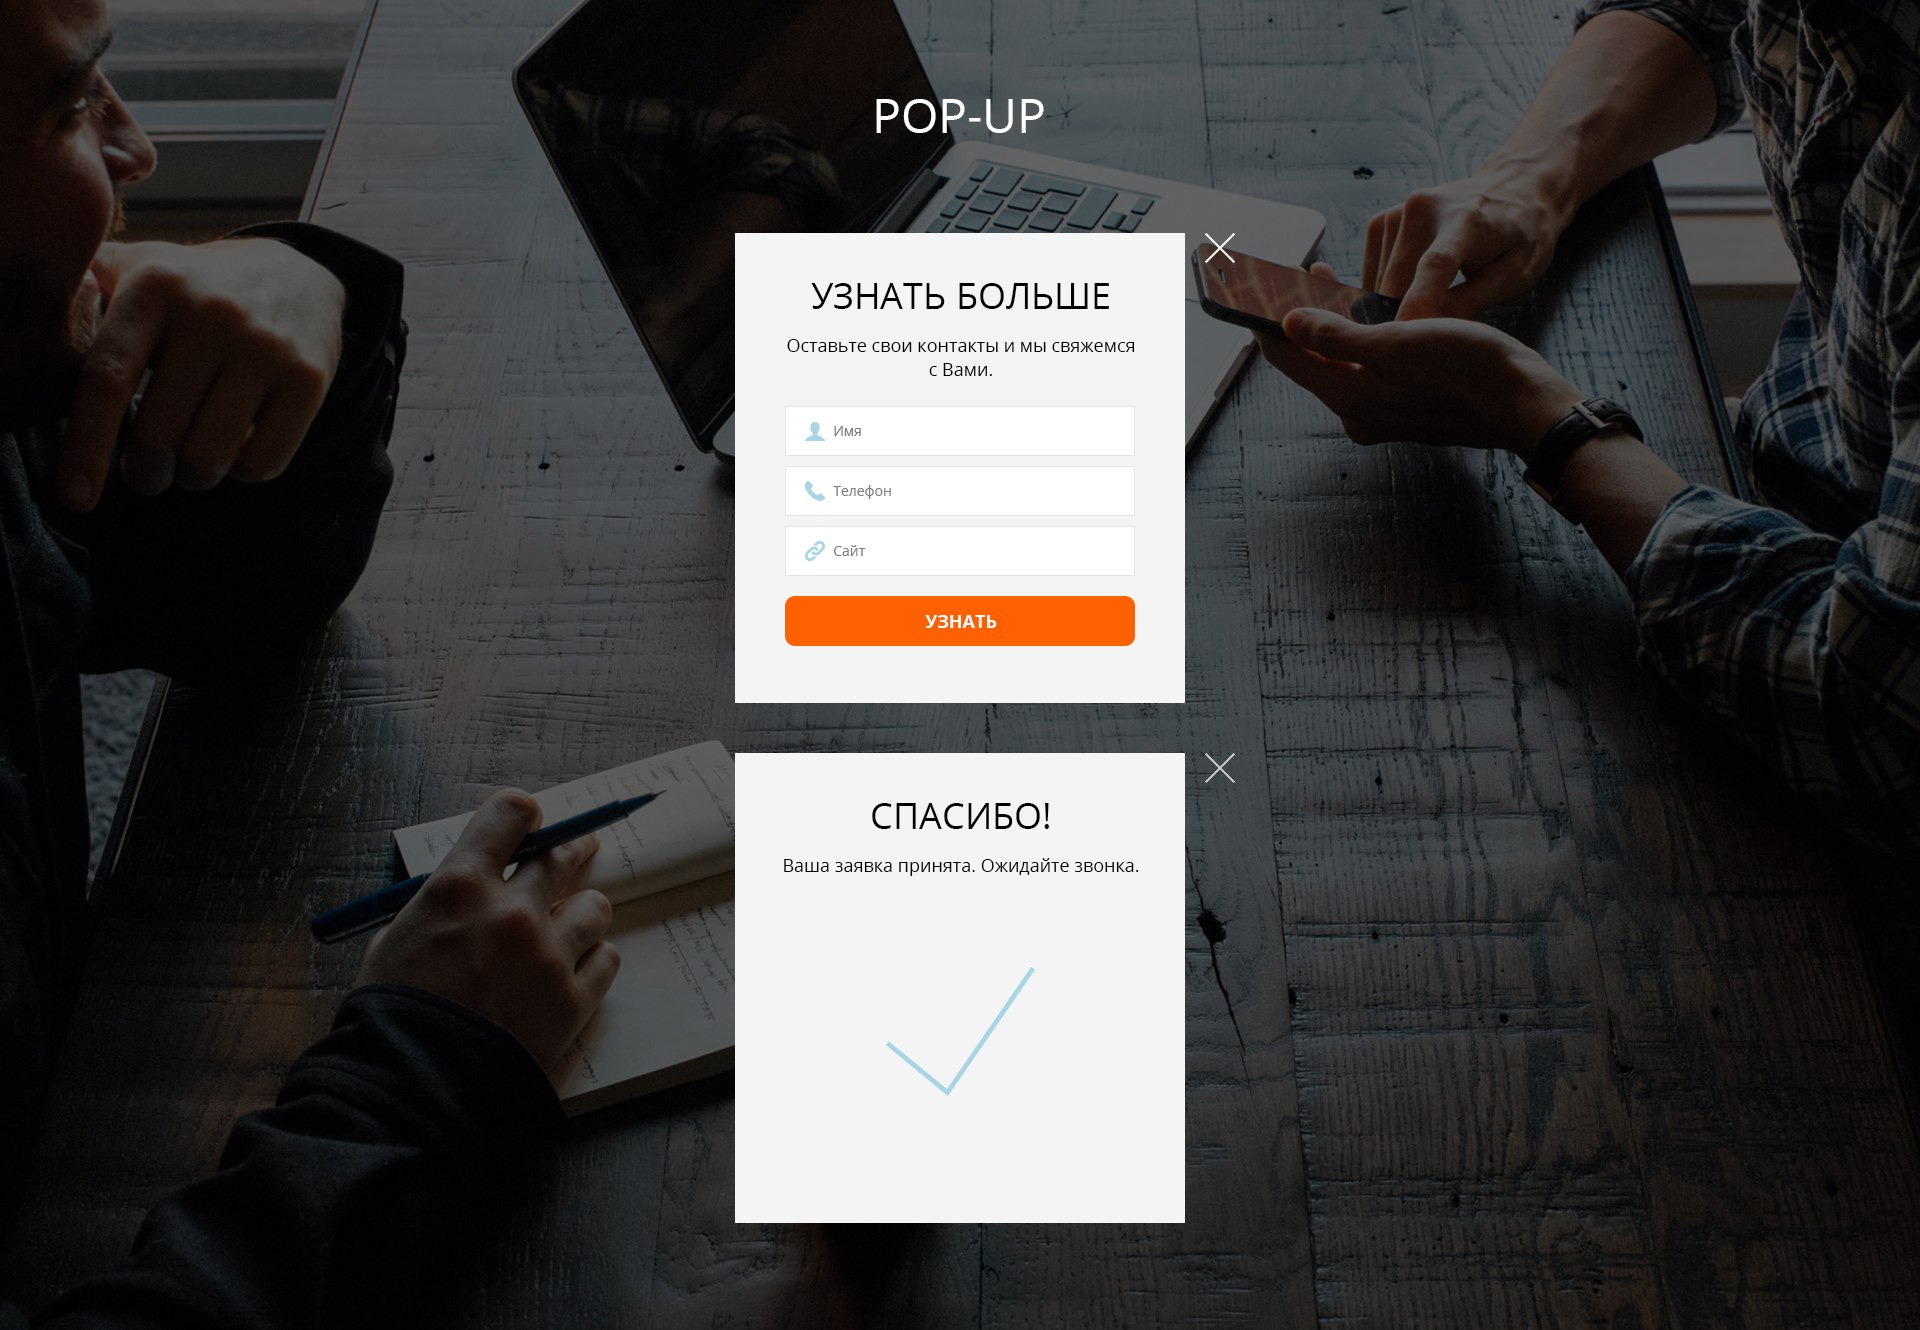 POP-UP
УЗНАТЬ БОЛЬШЕ
Оставьте свои контакты и мы свяжемся
с Вами.
Имя
Телефон
Сайт
УЗНАТЬ
СПАСИБО!
Ваша заявка принята. Ожидайте звонка.